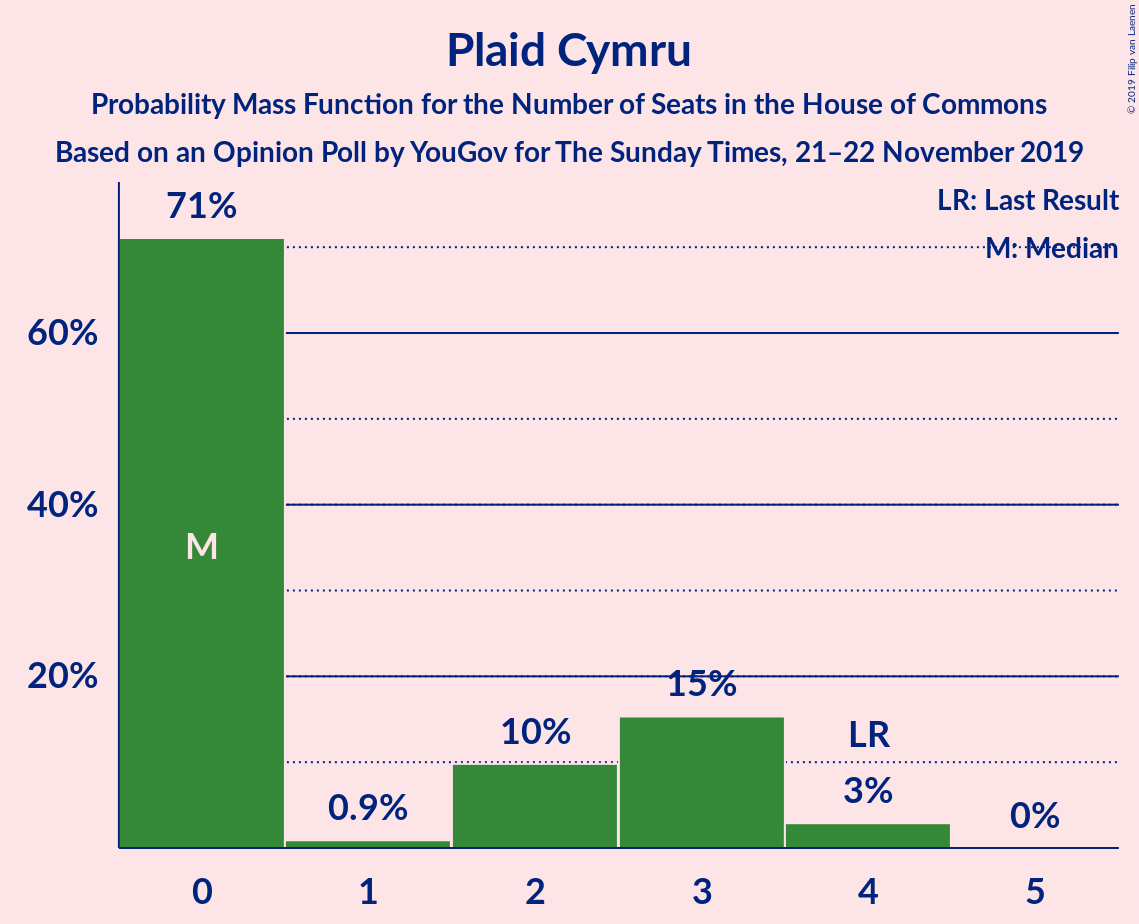 Plaid Cymru
Probability Mass Function for the Number of Seats in the House of Commons
Based on an Opinion Poll by YouGov for The Sunday Times, 21–22 November 2019
© 2019 Filip van Laenen
LR: Last Result
M: Median
71%
60%
40%
M
20%
15%
10%
LR
3%
0.9%
0%
0 1 2 3 4 5